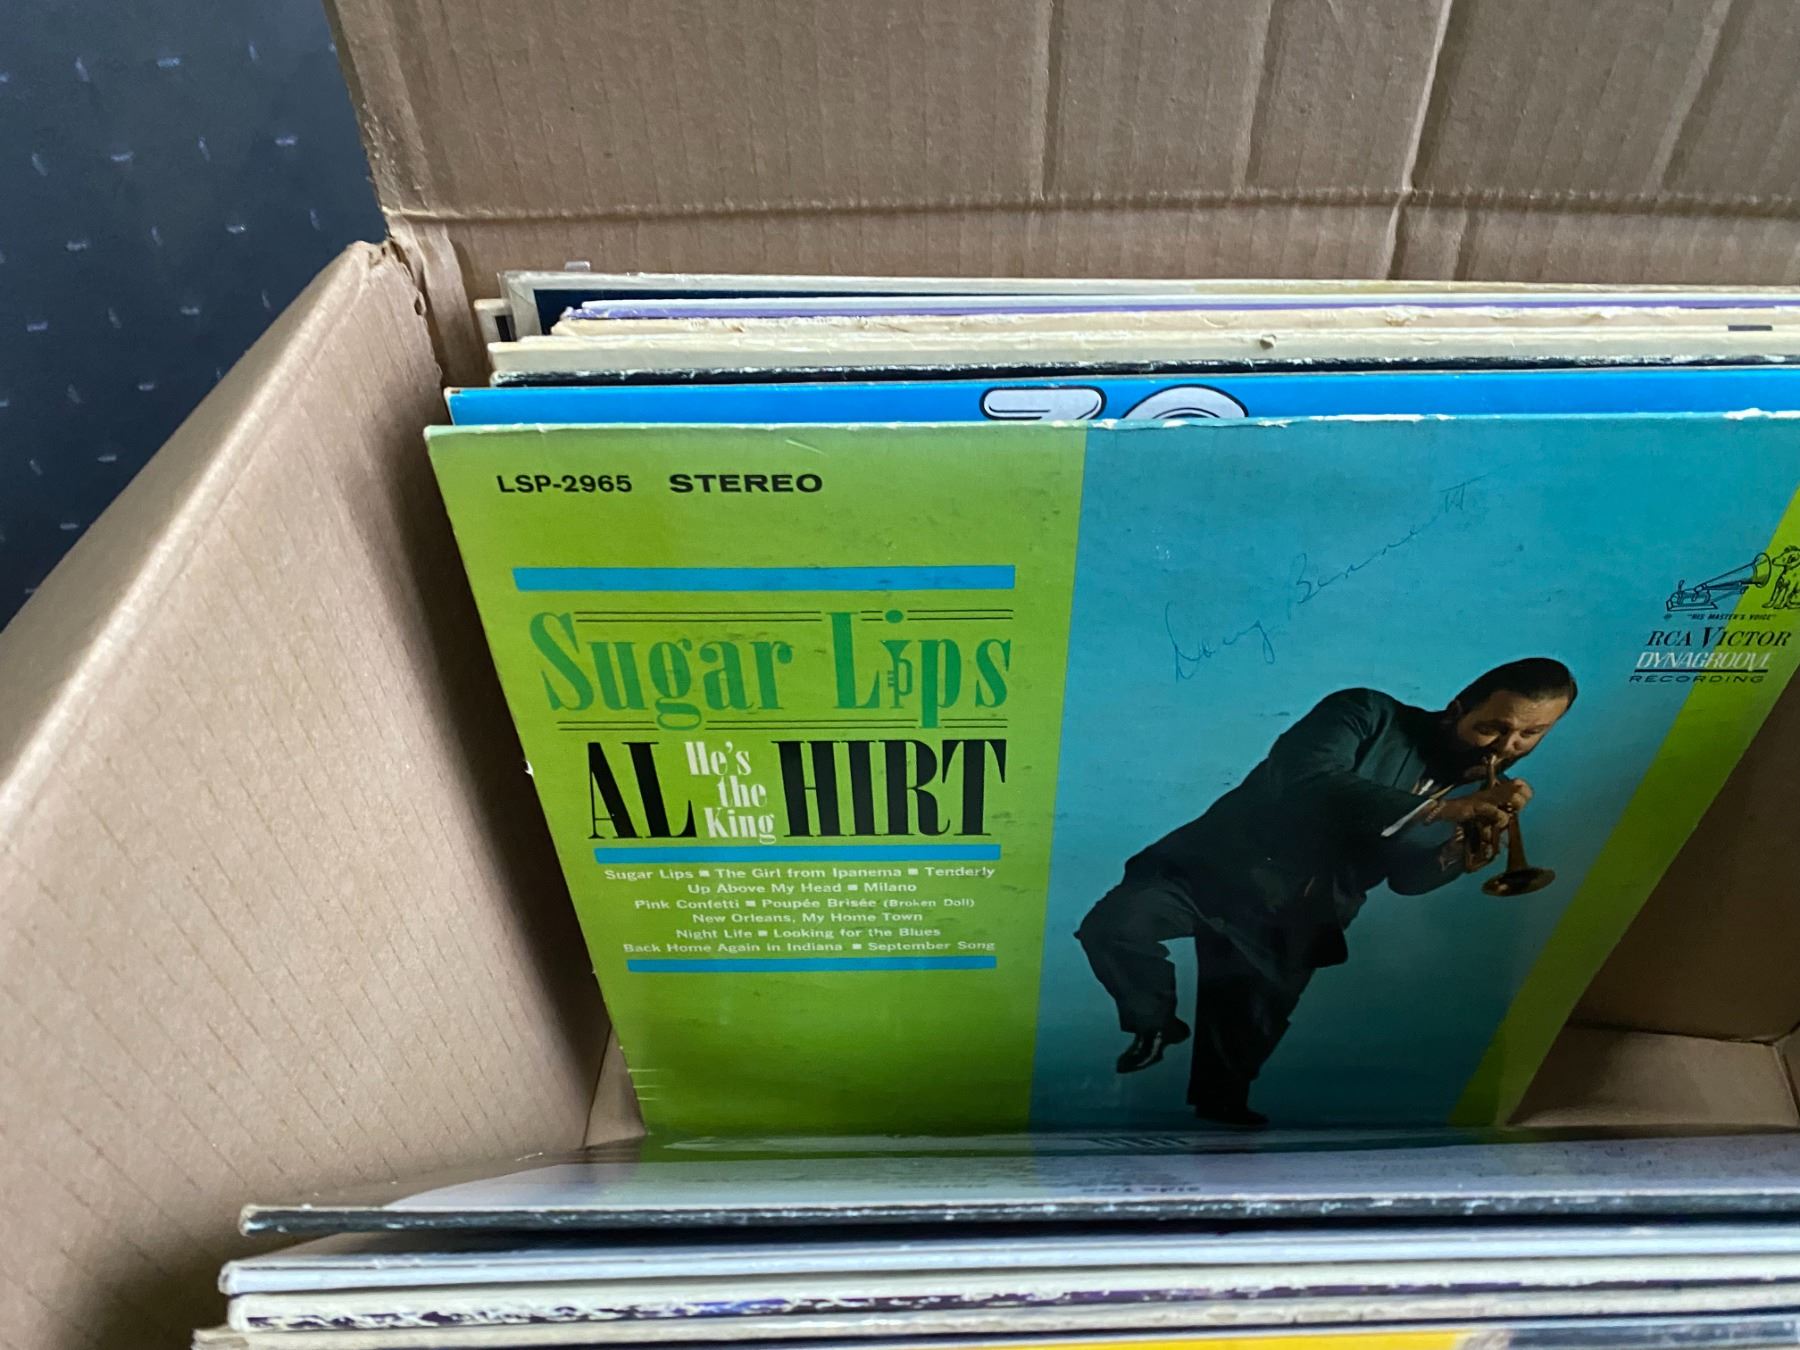 LSP-2965 STEREO
Sugar Lips
AL He's the King HIRT
Sugar Lips ■ The Girl from Ipanema ■ Tenderly
Up Above My Head ■ Milano
Pink Confetti ■ Poupée Brisée (Broken Doll)
New Orleans, My Home Town
Night Life ■ Looking for the Blues
Back Home Again in Indiana ■ September Song
Doug Bennett
"HIS MASTER'S VOICE"
RCA VICTOR
DYNAGROOVE
RECORDING